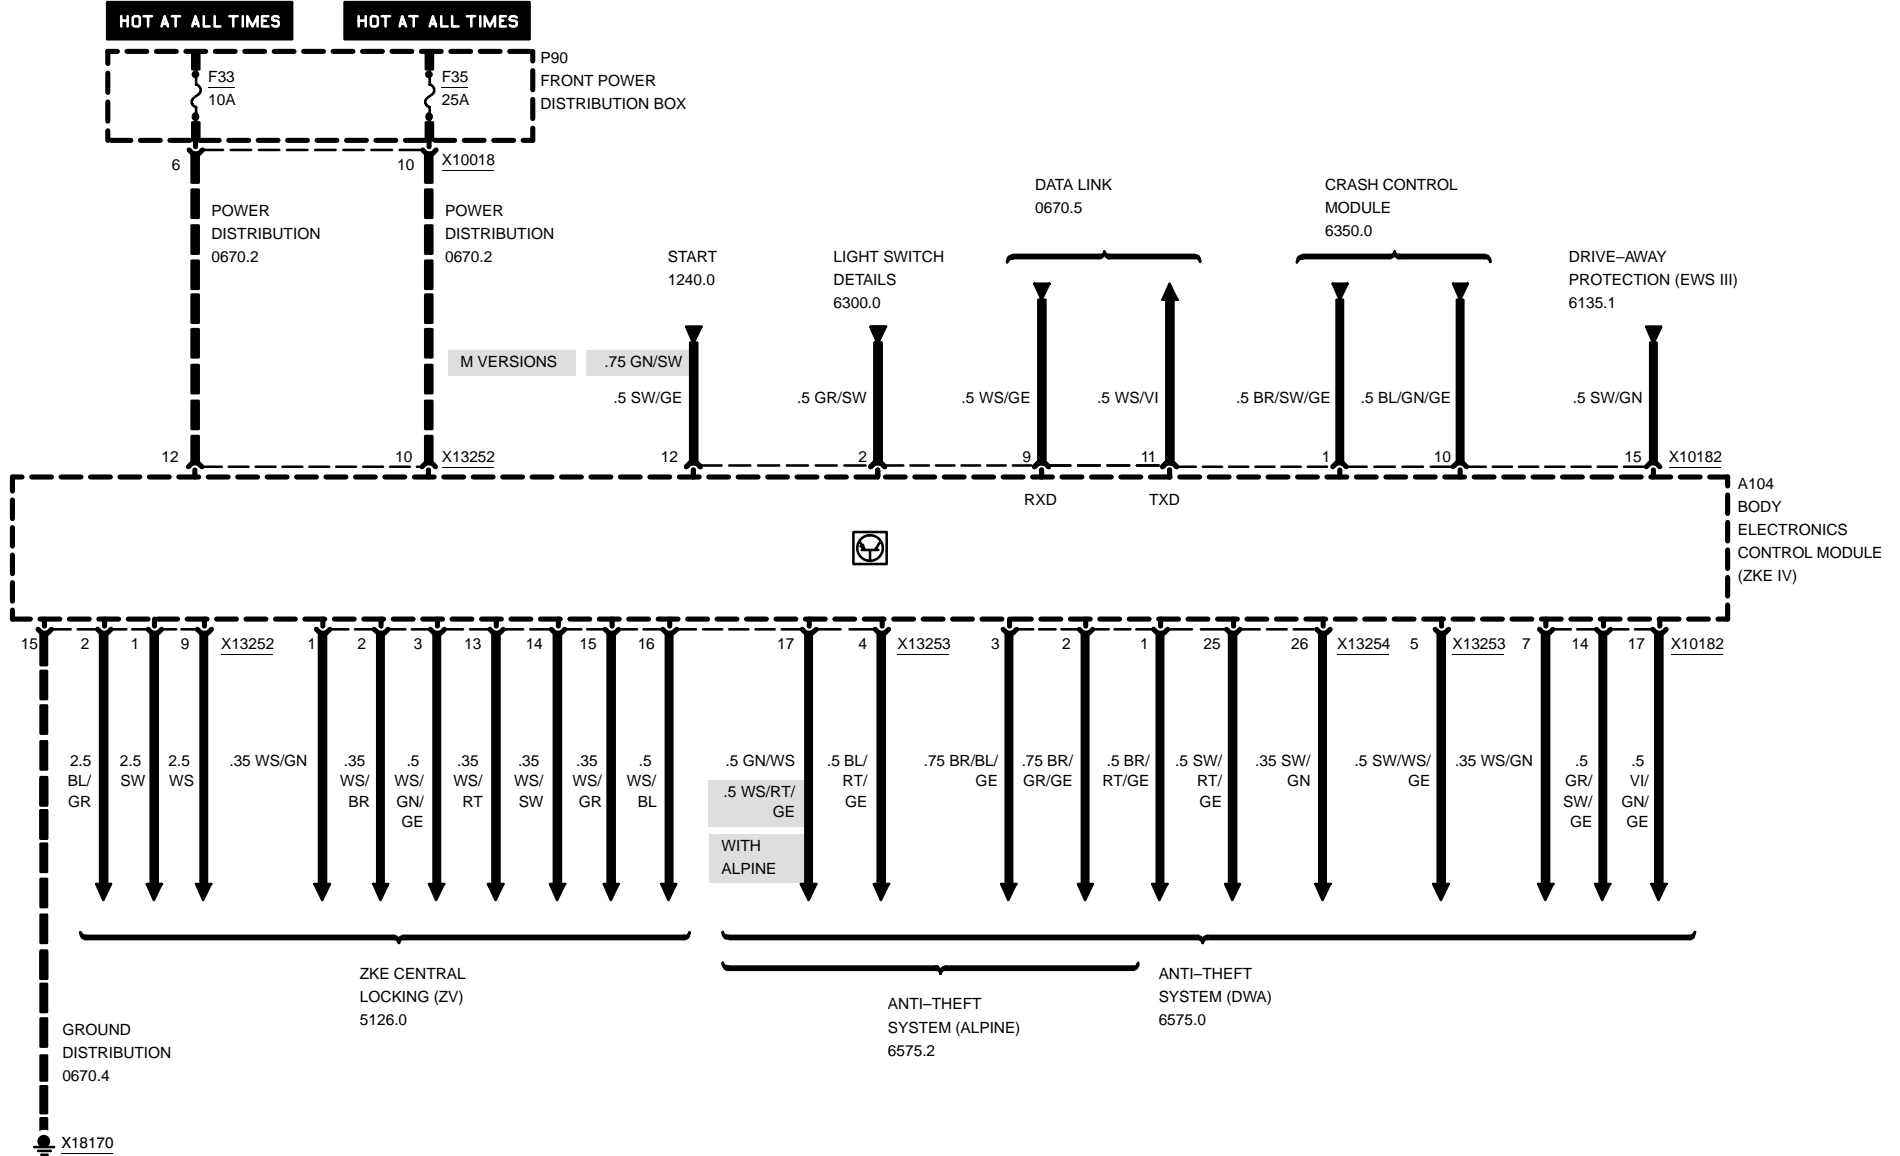 HOT AT ALL TIMES
HOT AT ALL TIMES
P90
FRONT POWER
DISTRIBUTION BOX
F33
10A
F35
25A
6
10
X10018
POWER
DISTRIBUTION
0670.2
POWER
DISTRIBUTION
0670.2
START
1240.0
LIGHT SWITCH
DETAILS
6300.0
DATA LINK
0670.5
CRASH CONTROL
MODULE
6350.0
DRIVE–AWAY
PROTECTION (EWS III)
6135.1
M VERSIONS
.75 GN/SW
.5 SW/GE
.5 GR/SW
.5 WS/GE
.5 WS/VI
.5 BR/SW/GE
.5 BL/GN/GE
.5 SW/GN
12
10
X13252
12
2
9
11
1
10
15
X10182
RXD
TXD
A104
BODY
ELECTRONICS
CONTROL MODULE
(ZKE IV)
15
2
1
9
X13252
1
2
3
13
14
15
16
17
4
X13253
3
2
1
25
26
X13254
5
X13253
7
14
17
X10182
2.5
BL/
GR
2.5
SW
2.5
WS
.35 WS/GN
.35
WS/
BR
.5
WS/
GN/
GE
.35
WS/
RT
.35
WS/
SW
.35
WS/
GR
.5
WS/
BL
.5 GN/WS
.5 WS/RT/
GE
WITH
ALPINE
.5 BL/
RT/
GE
.75 BR/BL/
GE
.75 BR/
GR/GE
.5 BR/
RT/GE
.5 SW/
RT/
GE
.35 SW/
GN
.5 SW/WS/
GE
.35 WS/GN
.5
GR/
SW/
GE
.5
VI/
GN/
GE
ZKE CENTRAL
LOCKING (ZV)
5126.0
ANTI–THEFT
SYSTEM (ALPINE)
6575.2
ANTI–THEFT
SYSTEM (DWA)
6575.0
GROUND
DISTRIBUTION
0670.4
X18170